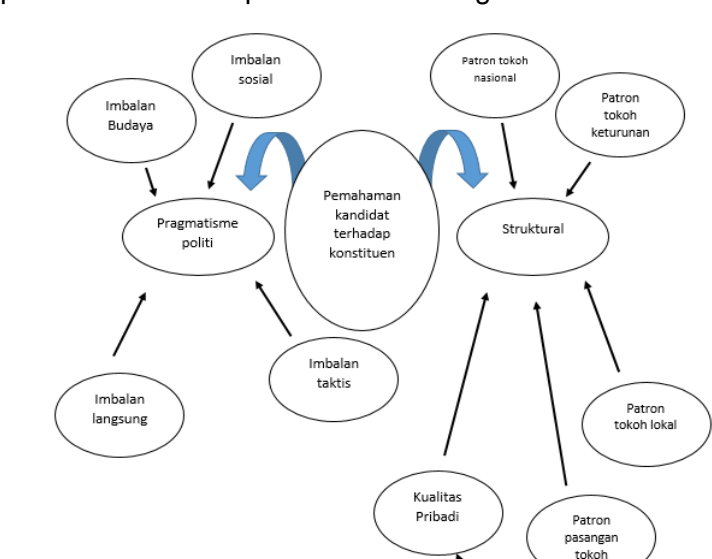 Imbalan
sosial
Patron tokoh
nasional
Imbalan
Budaya
Patron
tokoh
keturunan
Pemahaman
kandidat
terhadap
konstituen
Pragmatisme
politi
Struktural
Imbalan
taktis
Imbalan
langsung
Patron
tokoh lokal
Kualitas
Pribadi
Patron
pasangan
tokoh